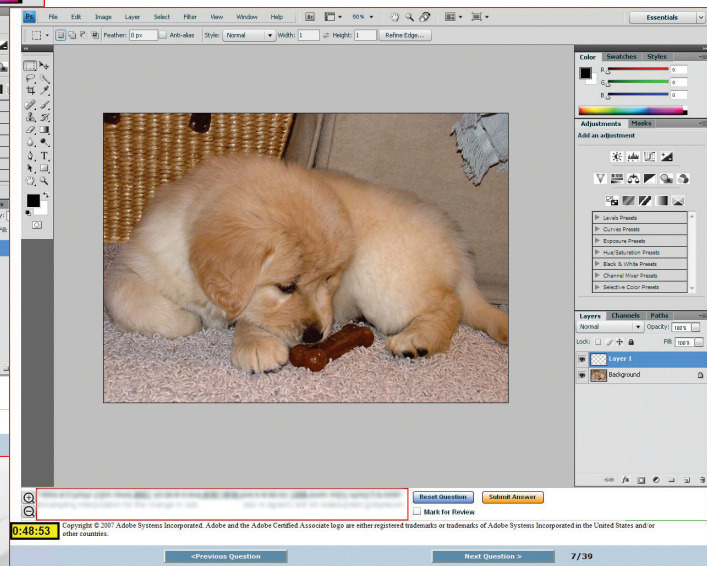 Ps File Edit Image Layer Select Filter View Window Help Br 50% Essentials
Feather: 0 px Anti-alias Style: Normal Width: 1 Height: 1 Refine Edge...
Color Swatches Styles
R 0
G 0
B 0
Adjustments Masks
Add an adjustment
Levels Presets
Curves Presets
Exposure Presets
Hue/Saturation Presets
Black & White Presets
Channel Mixer Presets
Selective Color Presets
Layers Channels Paths
Normal Opacity: 100%
Lock: Fill: 100%
Layer 1
Background
fx
Reset Question Submit Answer
Mark for Review
0:48:53 Copyright © 2007 Adobe Systems Incorporated. Adobe and the Adobe Certified Associate logo are either registered trademarks or trademarks of Adobe Systems Incorporated in the United States and/or
other countries.
<Previous Question Next Question > 7/39